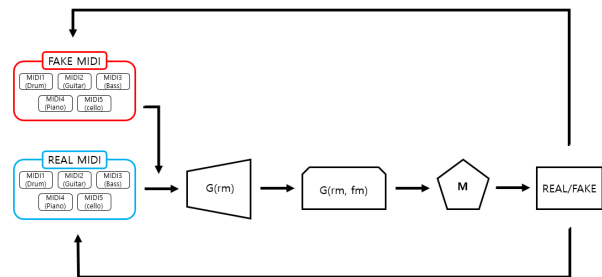 FAKE MIDI
MIDI1 MIDI2 MIDI3
(Drum) (Guitar) (Bass)
MIDI4 MIDI5
(Piano) (cello)
REAL MIDI
MIDI1 MIDI2 MIDI3
(Drum) (Guitar) (Bass)
MIDI4 MIDI5
(Piano) (cello)
G(rm)
G(rm, fm)
M
REAL/FAKE